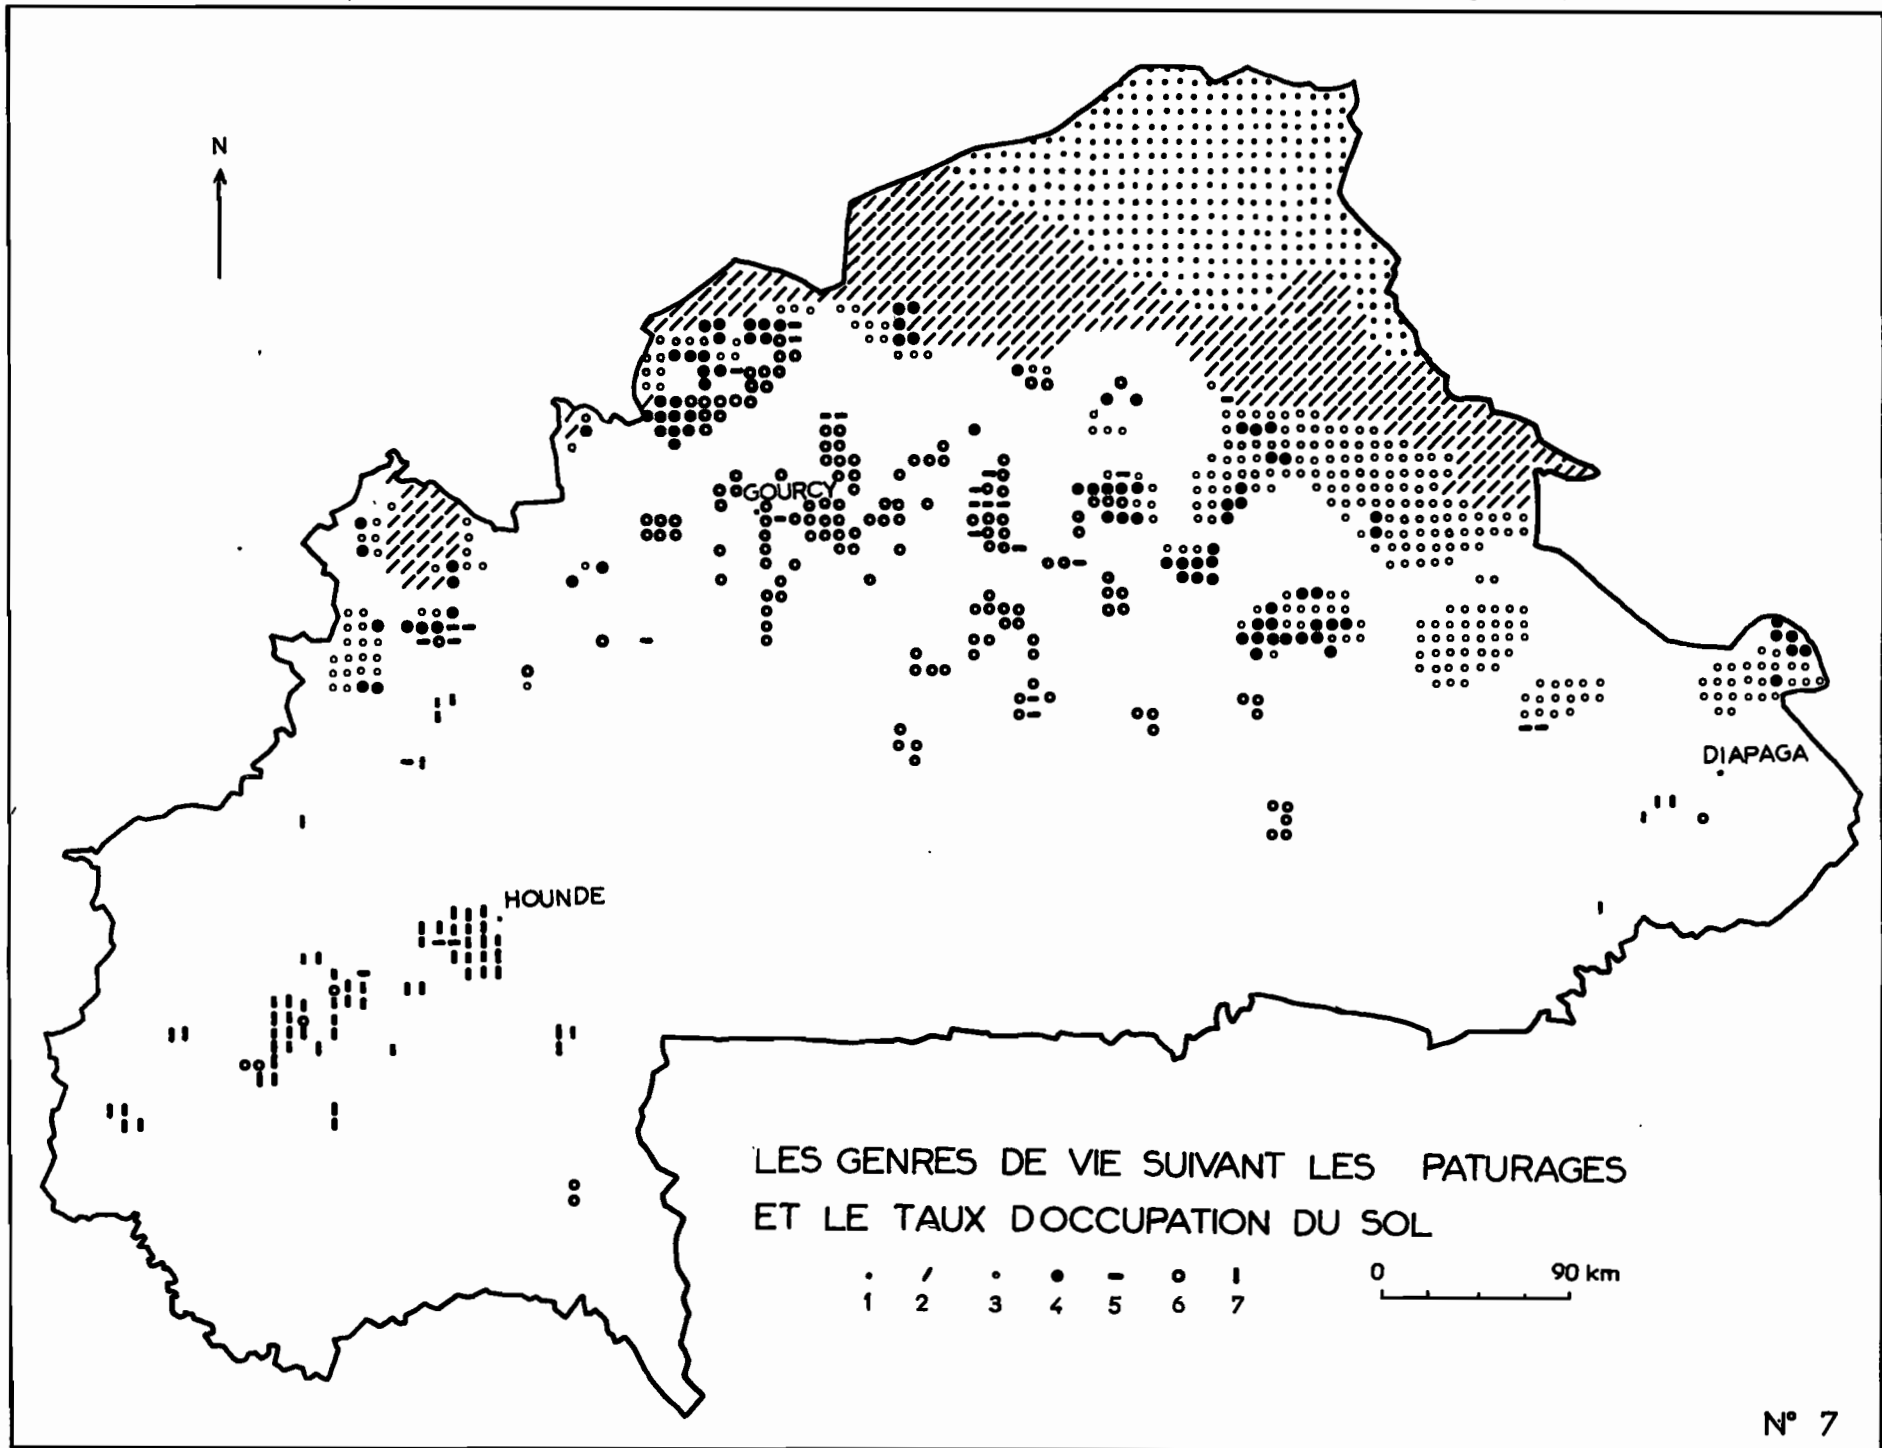 N
GOURCY
DIAPAGA
HOUNDE
LES GENRES DE VIE SUIVANT LES PATURAGES
ET LE TAUX DOCCUPATION DU SOL
1 2 3 4 5 6 7
0 90 km
N° 7